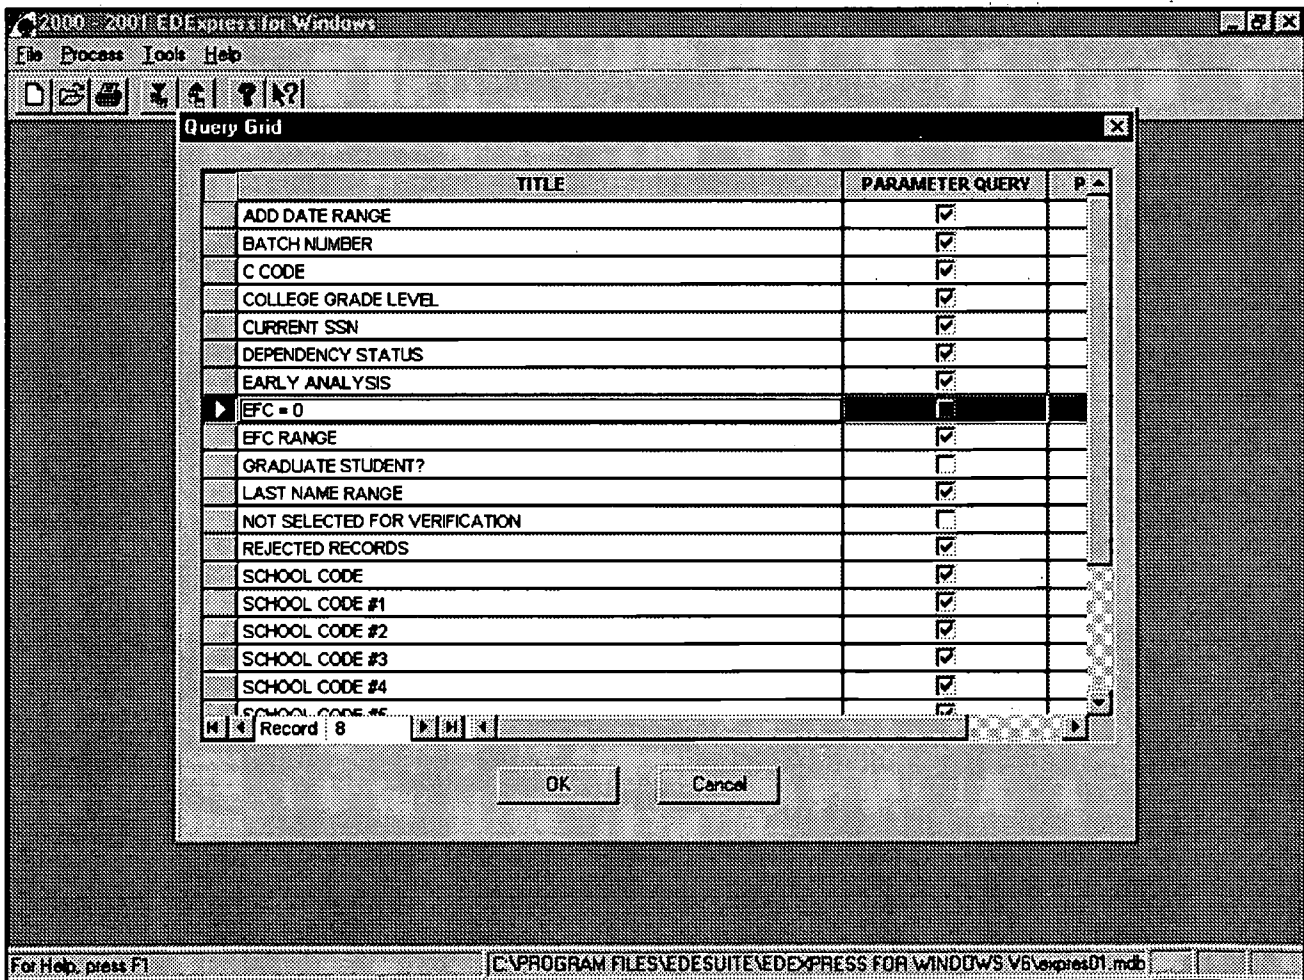 2000 - 2001 EDExpress for Windows
File Process Tools Help
Query Grid
TITLE PARAMETER QUERY P
ADD DATE RANGE
BATCH NUMBER
C CODE
COLLEGE GRADE LEVEL
CURRENT SSN
DEPENDENCY STATUS
EARLY ANALYSIS
EFC = 0
EFC RANGE
GRADUATE STUDENT?
LAST NAME RANGE
NOT SELECTED FOR VERIFICATION
REJECTED RECORDS
SCHOOL CODE
SCHOOL CODE #1
SCHOOL CODE #2
SCHOOL CODE #3
SCHOOL CODE #4
SCHOOL CODE #5
Record 8
OK Cancel
For Help, press F1 C:\PROGRAM FILES\EDESUITE\EDEXPRESS FOR WINDOWS V6\expres01.mdb